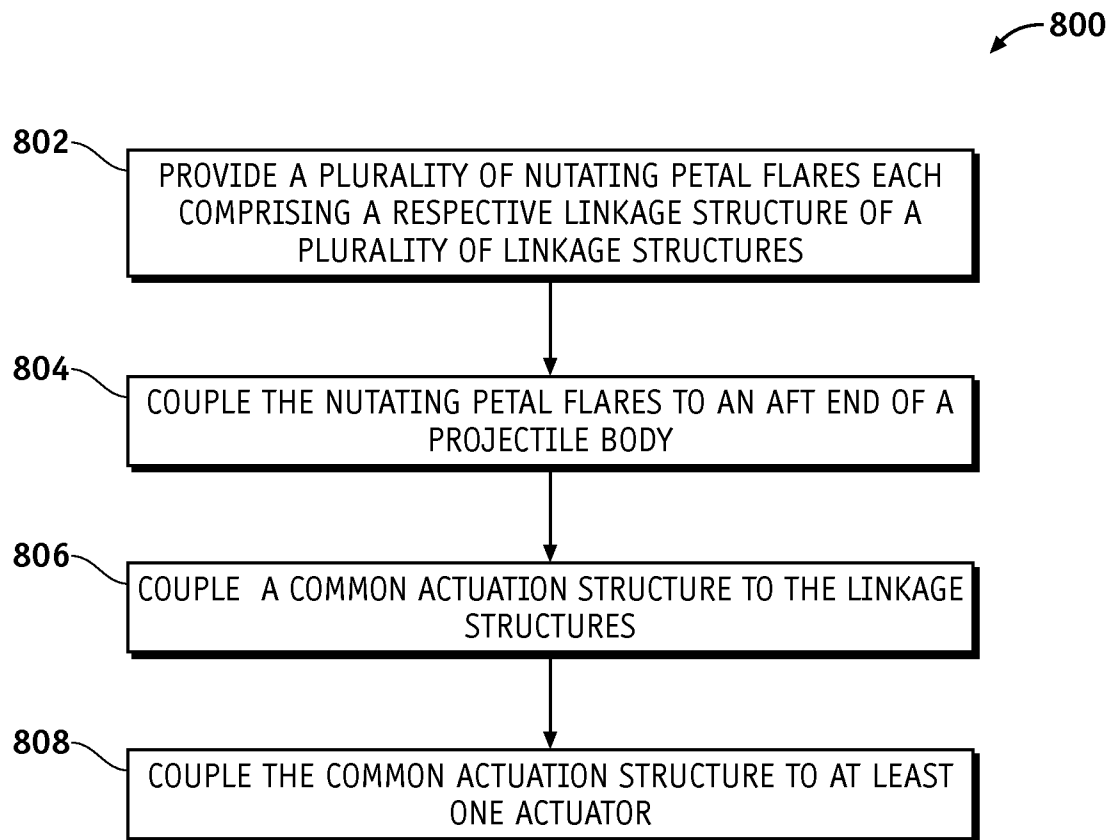 800
802
PROVIDE A PLURALITY OF NUTATING PETAL FLARES EACH
COMPRISING A RESPECTIVE LINKAGE STRUCTURE OF A
PLURALITY OF LINKAGE STRUCTURES
804
COUPLE THE NUTATING PETAL FLARES TO AN AFT END OF A
PROJECTILE BODY
806
COUPLE A COMMON ACTUATION STRUCTURE TO THE LINKAGE
STRUCTURES
808
COUPLE THE COMMON ACTUATION STRUCTURE TO AT LEAST
ONE ACTUATOR